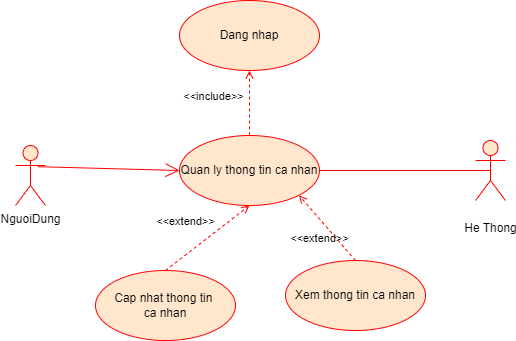 Dang nhap
<<include>>
Quan ly thong tin ca nhan
NguoiDung
He Thong
<<extend>>
<<extend>>
Cap nhat thong tin
ca nhan
Xem thong tin ca nhan